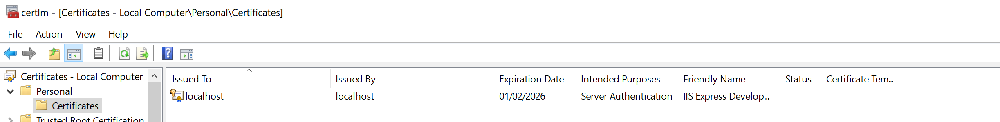 certlm - [Certificates - Local Computer\Personal\Certificates]
File Action View Help
Certificates - Local Computer
Personal
Certificates
Trusted Root Certification
Issued To Issued By Expiration Date Intended Purposes Friendly Name Status Certificate Tem...
localhost localhost 01/02/2026 Server Authentication IIS Express Develop...